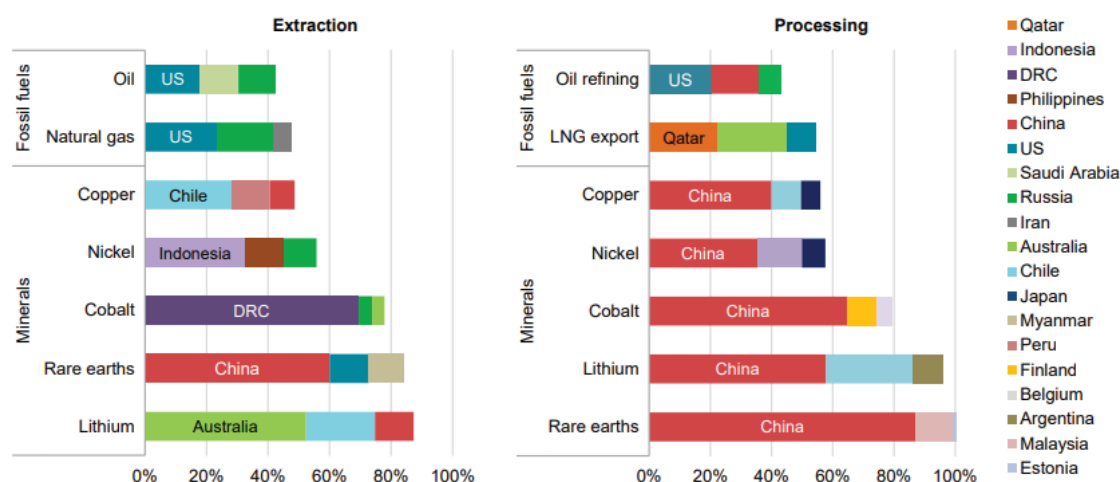 Extraction
Fossil fuels
Oil
US
Natural gas
US
Minerals
Copper
Chile
Nickel
Indonesia
Cobalt
DRC
Rare earths
China
Lithium
Australia
0% 20% 40% 60% 80% 100%
Processing
Fossil fuels
Oil refining
US
LNG export
Qatar
Minerals
Copper
China
Nickel
China
Cobalt
China
Lithium
China
Rare earths
China
0% 20% 40% 60% 80% 100%
Qatar
Indonesia
DRC
Philippines
China
US
Saudi Arabia
Russia
Iran
Australia
Chile
Japan
Myanmar
Peru
Finland
Belgium
Argentina
Malaysia
Estonia